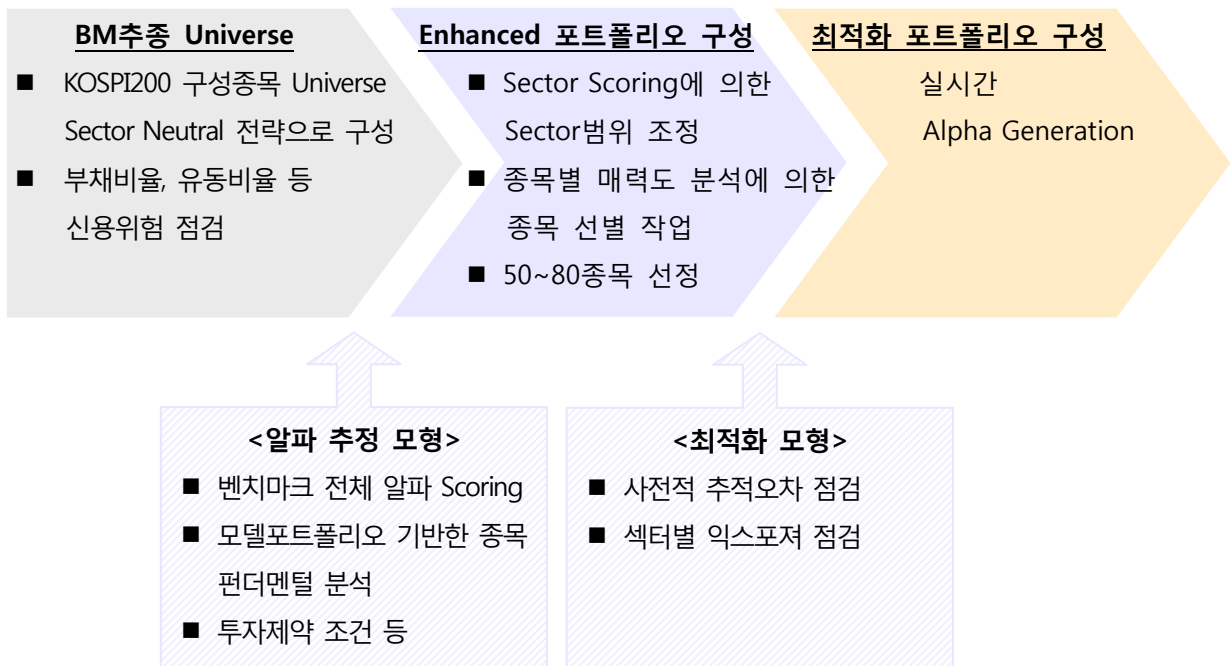 BM추종 Universe
■ KOSPI200 구성종목 Universe
Sector Neutral 전략으로 구성
■ 부채비율, 유동비율 등
신용위험 점검
Enhanced 포트폴리오 구성
■ Sector Scoring에 의한
Sector범위 조정
■ 종목별 매력도 분석에 의한
종목 선별 작업
■ 50~80종목 선정
최적화 포트폴리오 구성
실시간
Alpha Generation
<알파 추정 모형>
■ 벤치마크 전체 알파 Scoring
■ 모델포트폴리오 기반한 종목
펀더멘털 분석
■ 투자제약 조건 등
<최적화 모형>
■ 사전적 추적오차 점검
■ 섹터별 익스포져 점검